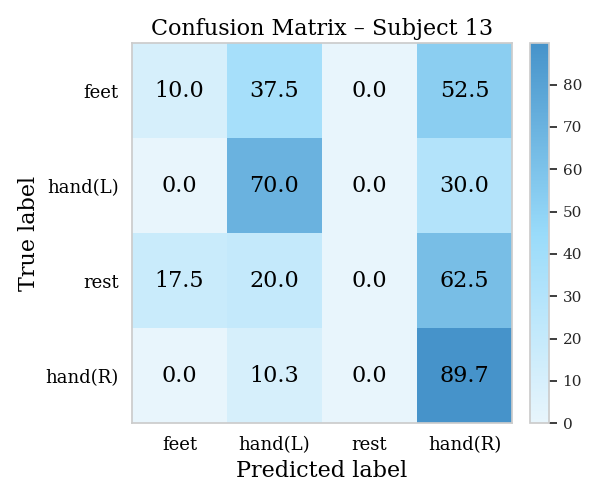 Confusion Matrix – Subject 13
feet 10.0 37.5 0.0 52.5
hand(L) 0.0 70.0 0.0 30.0
rest 17.5 20.0 0.0 62.5
hand(R) 0.0 10.3 0.0 89.7
feet hand(L) rest hand(R)
Predicted label
True label
80
70
60
50
40
30
20
10
0